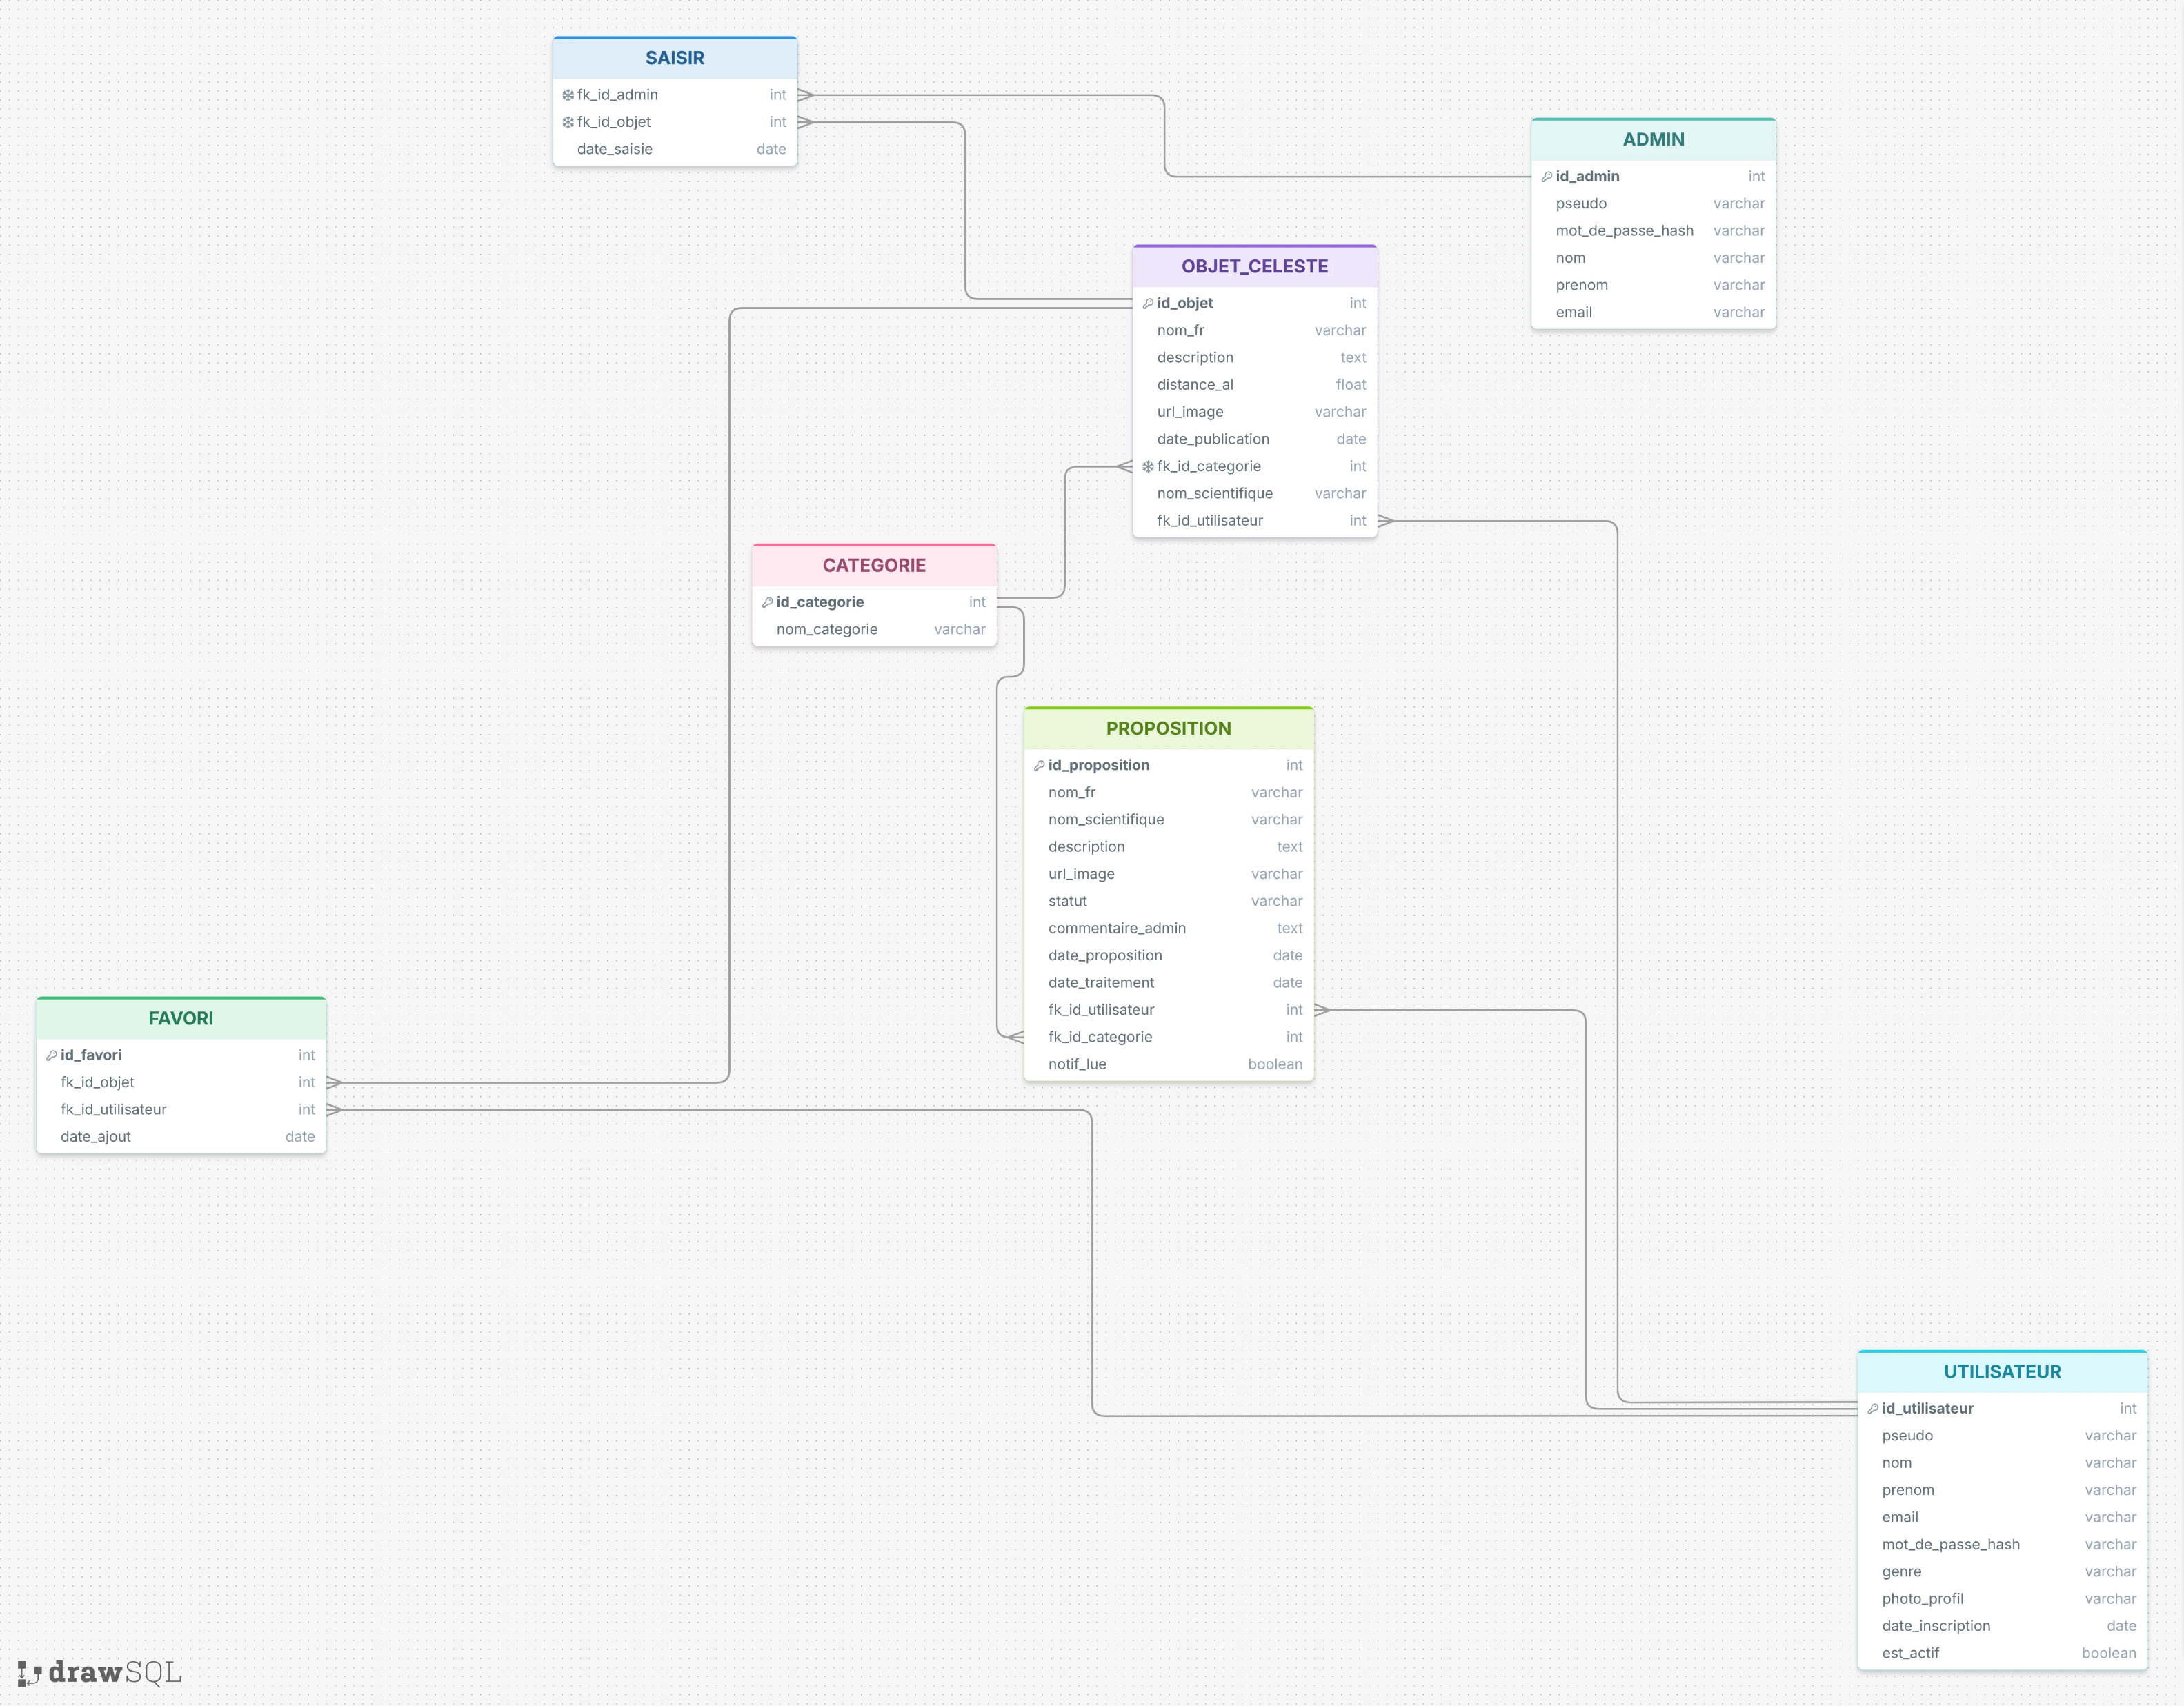 SAISIR
fk_id_admin int
fk_id_objet int
date_saisie date
ADMIN
id_admin int
pseudo varchar
mot_de_passe_hash varchar
nom varchar
prenom varchar
email varchar
OBJET_CELESTE
id_objet int
nom_fr varchar
description text
distance_al float
url_image varchar
date_publication date
fk_id_categorie int
nom_scientifique varchar
fk_id_utilisateur int
CATEGORIE
id_categorie int
nom_categorie varchar
PROPOSITION
id_proposition int
nom_fr varchar
nom_scientifique varchar
description text
url_image varchar
statut varchar
commentaire_admin text
date_proposition date
date_traitement date
fk_id_utilisateur int
fk_id_categorie int
notif_lue boolean
FAVORI
id_favori int
fk_id_objet int
fk_id_utilisateur int
date_ajout date
UTILISATEUR
id_utilisateur int
pseudo varchar
nom varchar
prenom varchar
email varchar
mot_de_passe_hash varchar
genre varchar
photo_profil varchar
date_inscription date
est_actif boolean
drawSQL